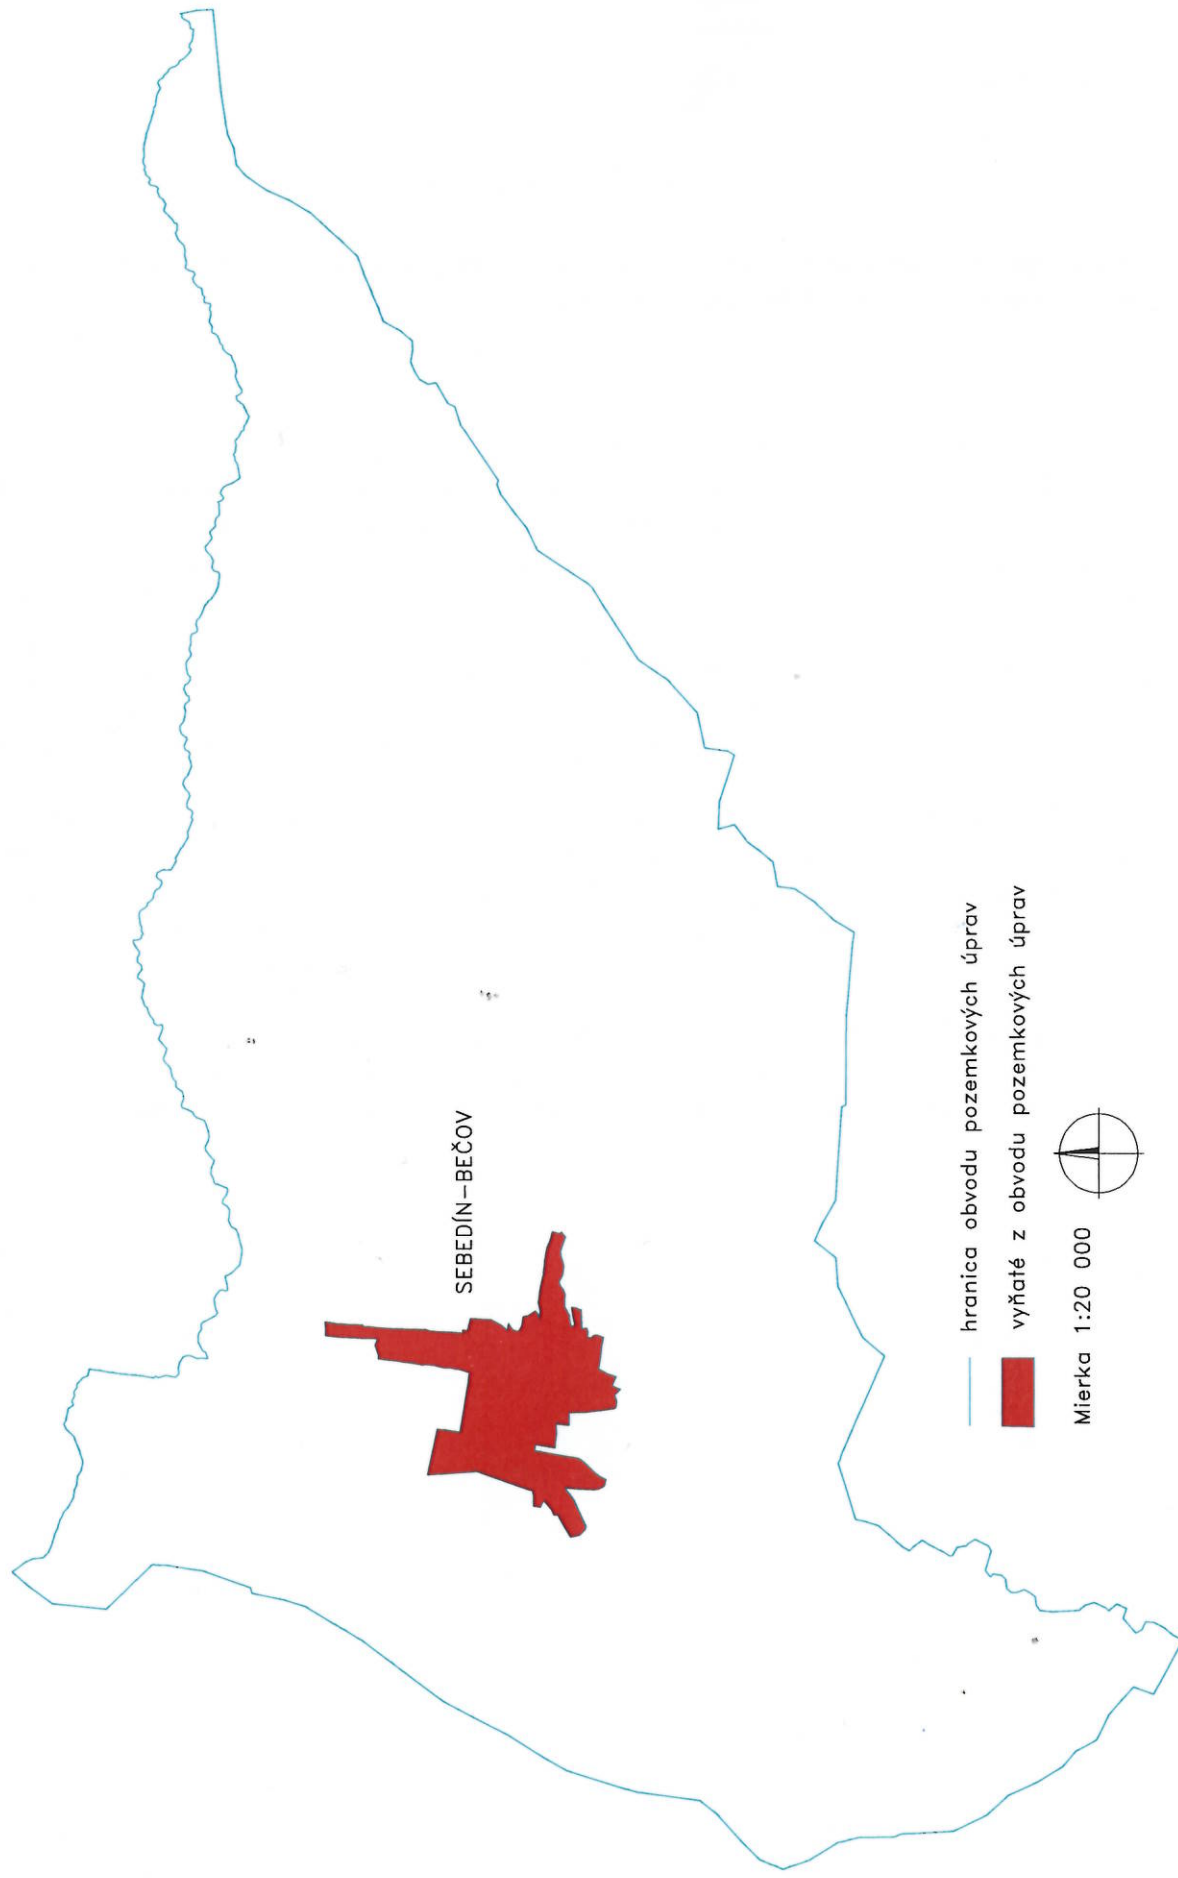 SEBEDÍN–BEČOV
hranica obvodu pozemkových úprav
vyňaté z obvodu pozemkových úprav
Mierka 1:20 000